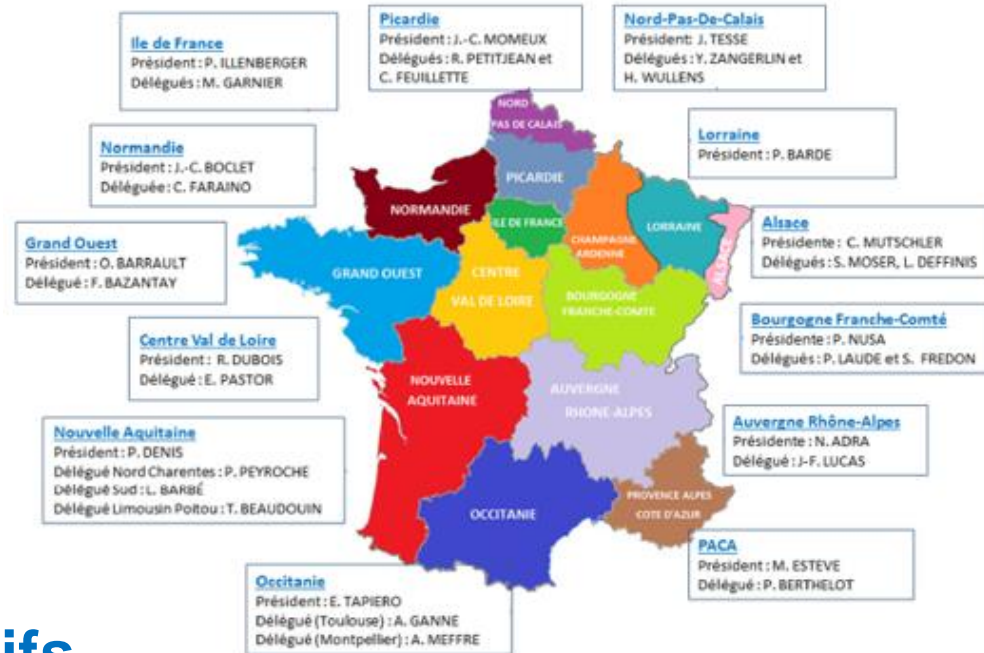 Picardie
Président : J.-C. MOMEUX
Délégués : R. PETITJEAN et
C. FEUILLETTE
Nord-Pas-De-Calais
Président: J. TESSE
Délégués : Y. ZANGERLIN et
H. WULLENS
Ile de France
Président : P. ILLENBERGER
Délégués : M. GARNIER
Normandie
Président : J.-C. BOCLET
Déléguée : C. FARAINO
Lorraine
Président : P. BARDE
Grand Ouest
Président : O. BARRAULT
Délégué : F. BAZANTAY
Alsace
Présidente : C. MUTSCHLER
Délégués : S. MOSER, L. DEFFINIS
Centre Val de Loire
Président : R. DUBOIS
Délégué : E. PASTOR
Bourgogne Franche-Comté
Présidente : P. NUSA
Délégués : P. LAUDE et S. FREDON
Nouvelle Aquitaine
Président : P. DENIS
Délégué Nord Charentes : P. PEYROCHE
Délégué Sud : L. BARBÉ
Délégué Limousin Poitou : T. BEAUDOUIN
Auvergne Rhône-Alpes
Présidente : N. ADRA
Délégué : J-F. LUCAS
PACA
Président : M. ESTEVE
Délégué : P. BERTHELOT
Occitanie
Président : E. TAPIERO
Délégué (Toulouse) : A. GANNE
Délégué (Montpellier) : A. MEFFRE
NORD
PAS DE CALAIS
PICARDIE
NORMANDIE
ILE DE FRANCE
CHAMPAGNE
ARDENNE
LORRAINE
ALSACE
GRAND OUEST
CENTRE
VAL DE LOIRE
BOURGOGNE
FRANCHE-COMTE
NOUVELLE
AQUITAINE
AUVERGNE
RHONE-ALPES
OCCITANIE
PROVENCE ALPES
COTE D'AZUR